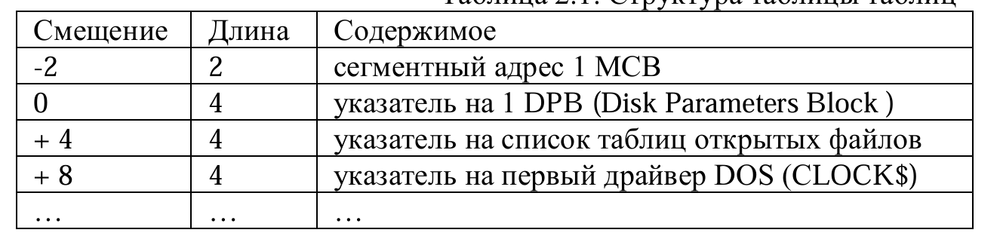 Таблица 2.1. Структура таблицы таблиц
Смещение Длина Содержимое
-2 2 сегментный адрес 1 MCB
0 4 указатель на 1 DPB (Disk Parameters Block )
+ 4 4 указатель на список таблиц открытых файлов
+ 8 4 указатель на первый драйвер DOS (CLOCK$)
… … …